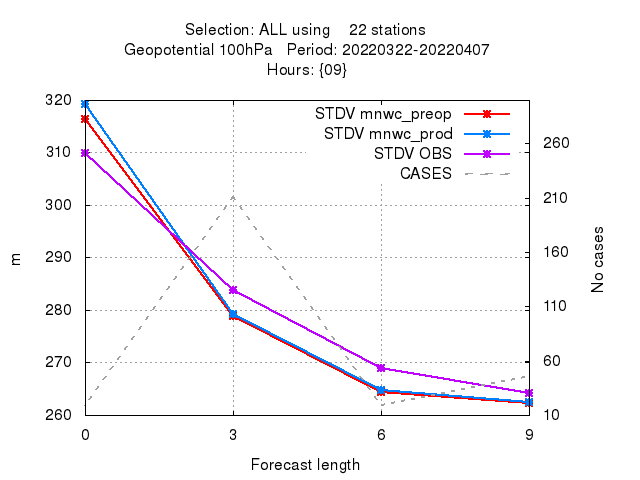 Selection: ALL using 22 stations
Geopotential 100hPa Period: 20220322-20220407
Hours: {09}
STDV mnwc_preop
STDV mnwc_prod
STDV OBS
CASES
320
310
300
290
280
270
260
m
260
210
160
110
60
10
No cases
0 3 6 9
Forecast length